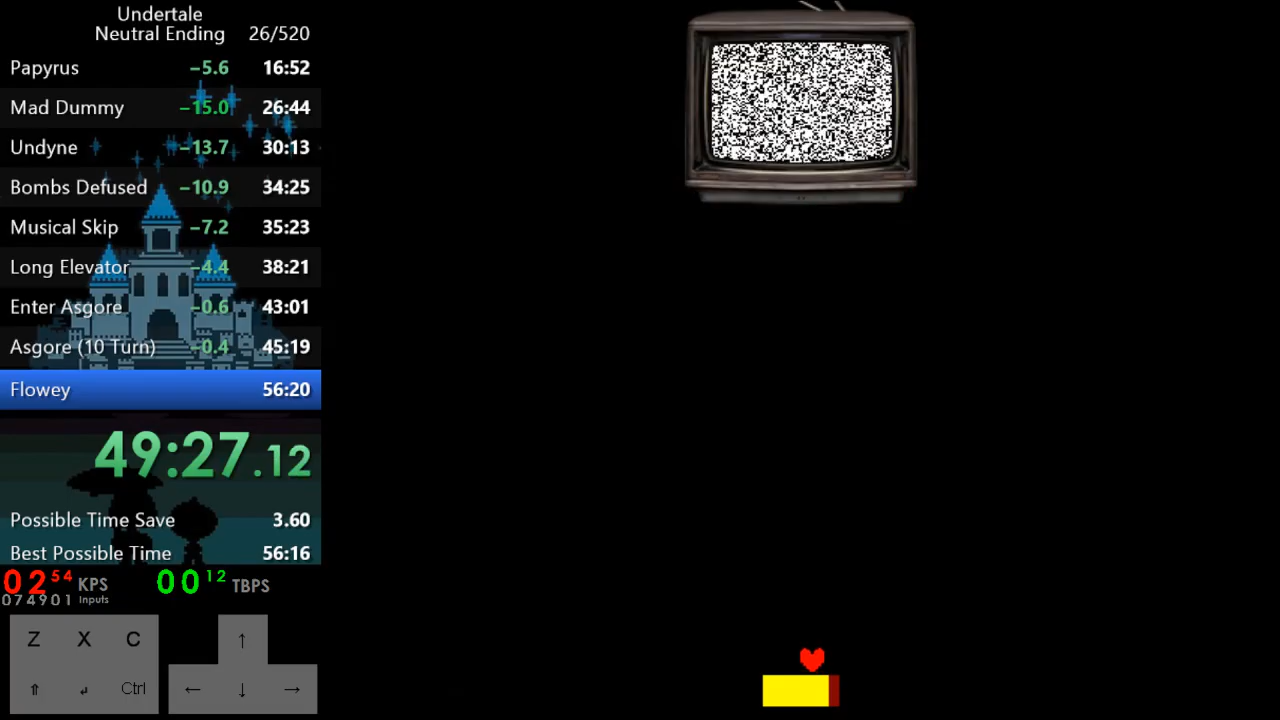 Undertale
Neutral Ending 26/520
Papyrus −5.6 16:52
Mad Dummy −15.0 26:44
Undyne −13.7 30:13
Bombs Defused −10.9 34:25
Musical Skip −7.2 35:23
Long Elevator −4.4 38:21
Enter Asgore −0.6 43:01
Asgore (10 Turn) −0.4 45:19
Flowey 56:20
49:27.12
Possible Time Save 3.60
Best Possible Time 56:16
02 54 KPS 00 12 TBPS
074901 Inputs
Z X C ↑
⇧ ↲ Ctrl ← ↓ →